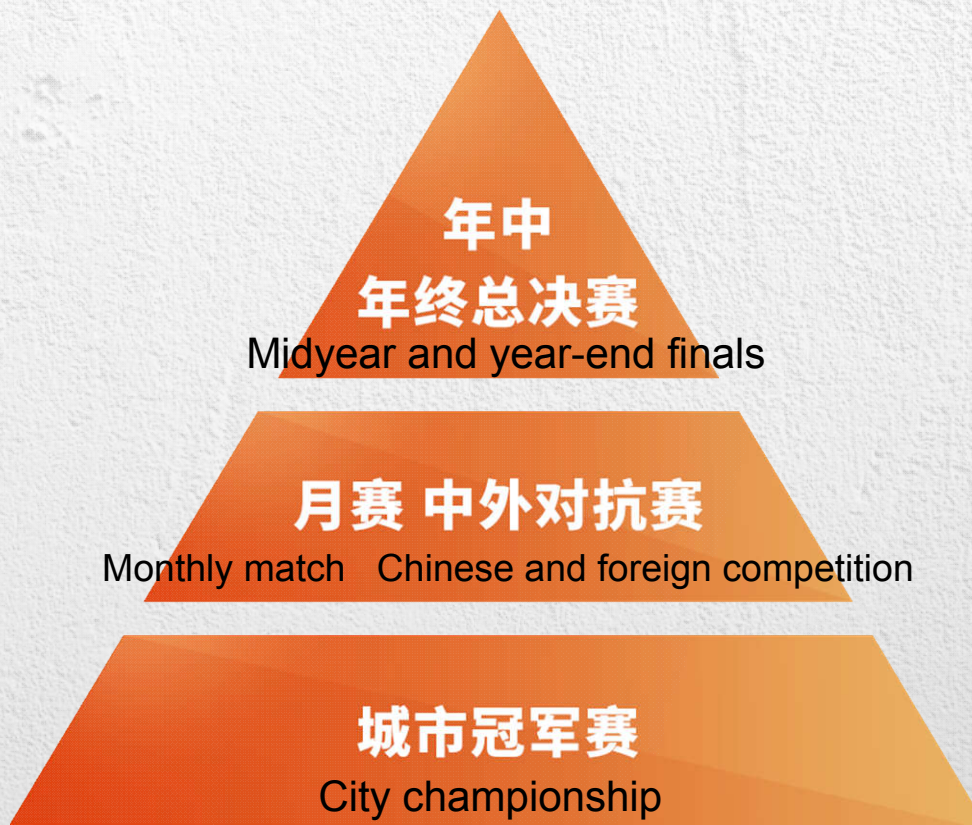 年中
年终总决赛
Midyear and year-end finals
月赛 中外对抗赛
Monthly match   Chinese and foreign competition
城市冠军赛
City championship